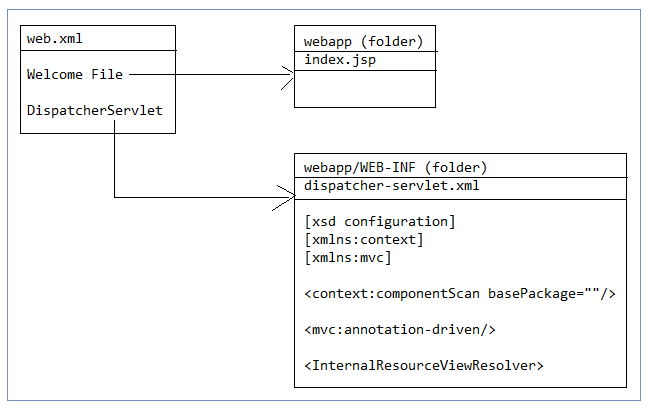 web.xml
Welcome File
DispatcherServlet
webapp (folder)
index.jsp
webapp/WEB-INF (folder)
dispatcher-servlet.xml
[xsd configuration]
[xmlns:context]
[xmlns:mvc]
<context:componentScan basePackage=""/>
<mvc:annotation-driven/>
<InternalResourceViewResolver>